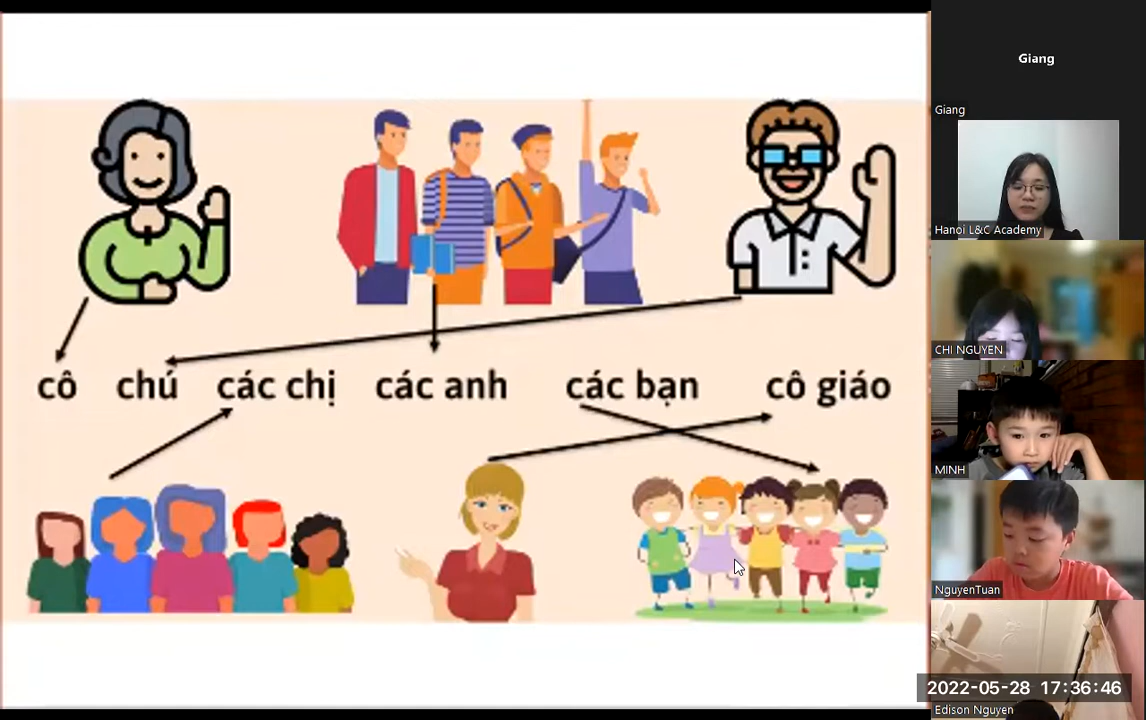 cô chú các chị các anh các bạn cô giáo
Giang
Giang
Hanoi L&C Academy
CHI NGUYEN
MINH
NguyenTuan
2022-05-28 17:36:46
Edison Nguyen